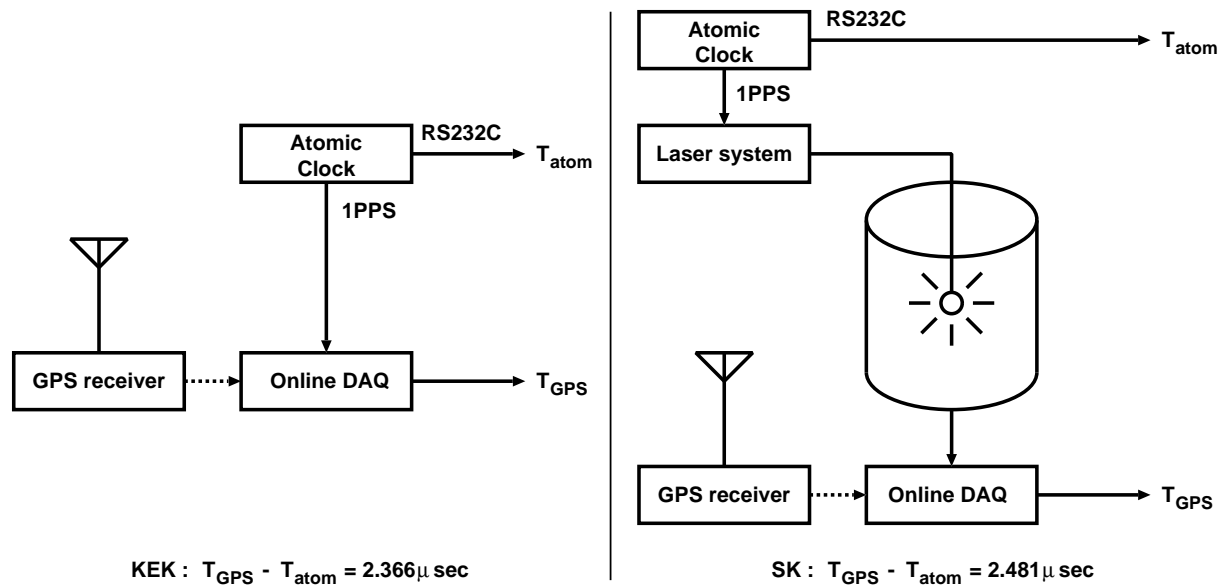 Atomic
Clock
RS232C
T_atom
1PPS
GPS receiver
Online DAQ
T_GPS
KEK : T_GPS - T_atom = 2.366μ sec
Atomic
Clock
RS232C
T_atom
1PPS
Laser system
GPS receiver
Online DAQ
T_GPS
SK : T_GPS - T_atom = 2.481μ sec